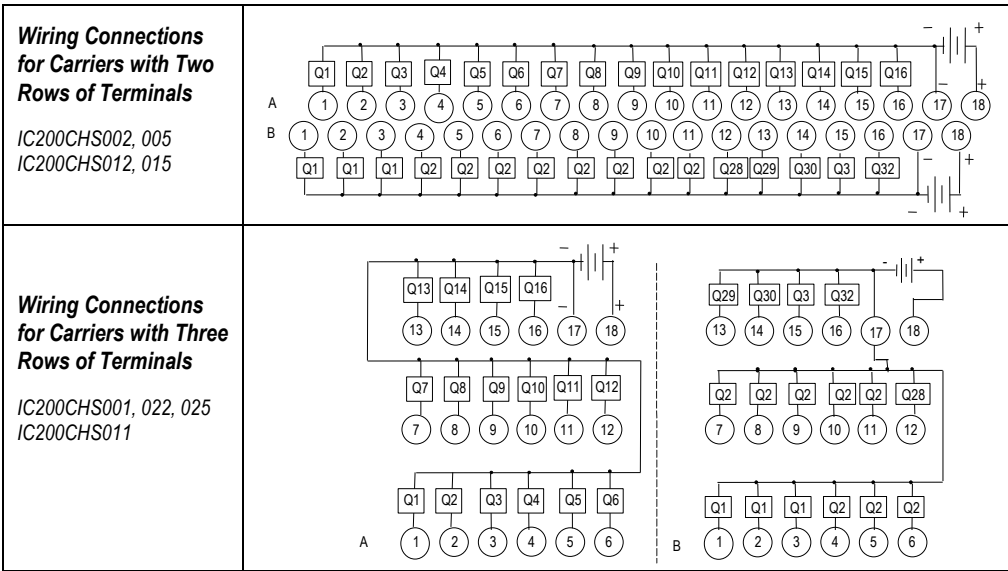 Wiring Connections
for Carriers with Two
Rows of Terminals
IC200CHS002, 005
IC200CHS012, 015
– +
Q1 Q2 Q3 Q4 Q5 Q6 Q7 Q8 Q9 Q10 Q11 Q12 Q13 Q14 Q15 Q16
– +
A 1 2 3 4 5 6 7 8 9 10 11 12 13 14 15 16 17 18
B 1 2 3 4 5 6 7 8 9 10 11 12 13 14 15 16 17 18
– +
Q1 Q1 Q1 Q2 Q2 Q2 Q2 Q2 Q2 Q2 Q2 Q28 Q29 Q30 Q3 Q32
– +
Wiring Connections
for Carriers with Three
Rows of Terminals
IC200CHS001, 022, 025
IC200CHS011
– +
Q13 Q14 Q15 Q16
– +
13 14 15 16 17 18
Q7 Q8 Q9 Q10 Q11 Q12
7 8 9 10 11 12
Q1 Q2 Q3 Q4 Q5 Q6
A 1 2 3 4 5 6
- +
Q29 Q30 Q3 Q32
13 14 15 16 17 18
Q2 Q2 Q2 Q2 Q2 Q28
7 8 9 10 11 12
Q1 Q1 Q1 Q2 Q2 Q2
B 1 2 3 4 5 6